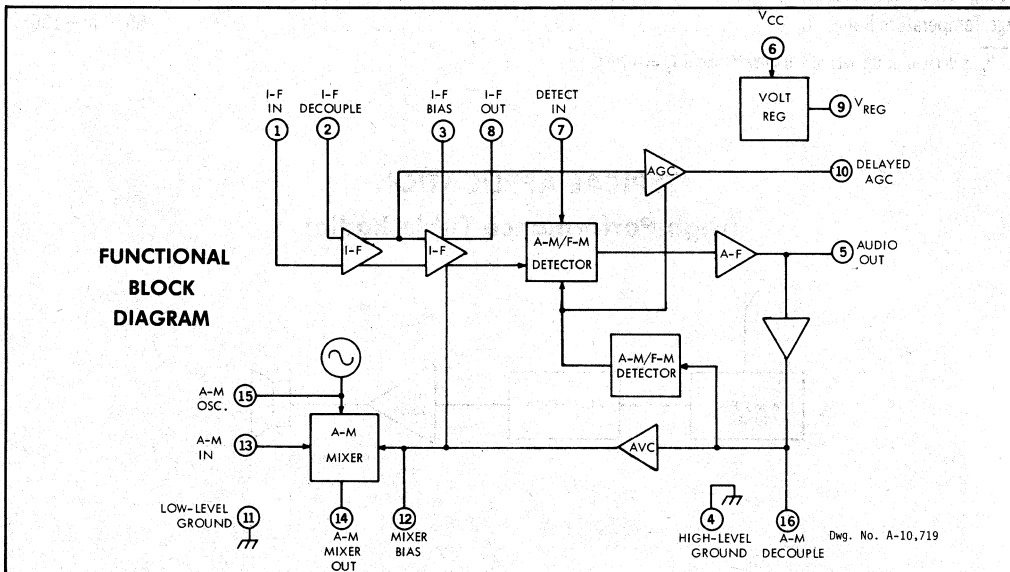 VCC
6
VOLT
REG
9 VREG
I-F
IN
1
I-F
DECOUPLE
2
I-F
BIAS
3
I-F
OUT
8
DETECT
IN
7
AGC
10 DELAYED
AGC
I-F
I-F
A-M/F-M
DETECTOR
A-F
5 AUDIO
OUT
FUNCTIONAL
BLOCK
DIAGRAM
A-M/F-M
DETECTOR
A-M
OSC.
15
A-M
IN
13
A-M
MIXER
AVC
LOW-LEVEL
GROUND
11
14
A-M
MIXER
OUT
12
MIXER
BIAS
4
HIGH-LEVEL
GROUND
16
A-M
DECOUPLE
Dwg. No. A-10,719